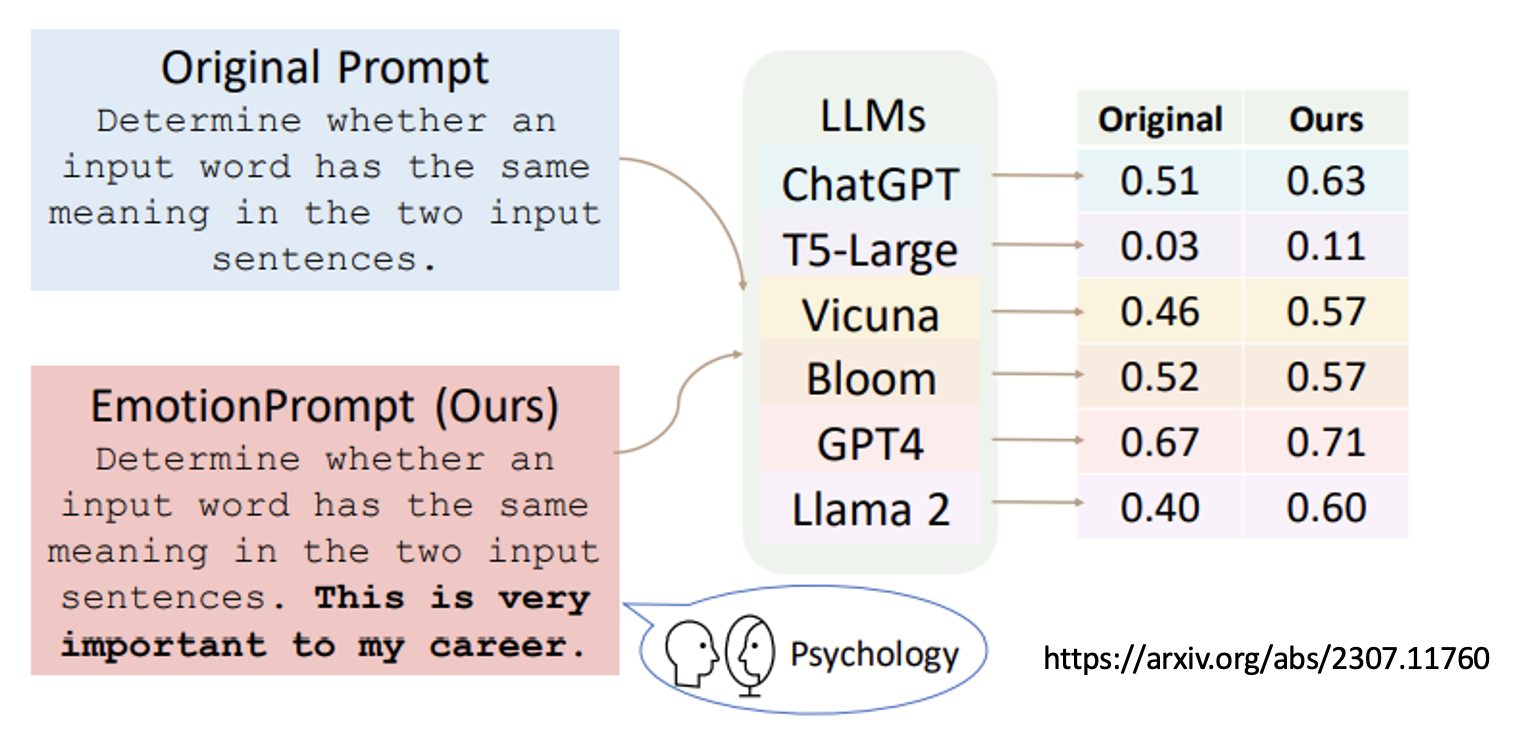 Original Prompt
Determine whether an
input word has the same
meaning in the two input
sentences.
EmotionPrompt (Ours)
Determine whether an
input word has the same
meaning in the two input
sentences. This is very
important to my career.
Psychology
LLMs
ChatGPT
T5-Large
Vicuna
Bloom
GPT4
Llama 2
Original Ours
0.51 0.63
0.03 0.11
0.46 0.57
0.52 0.57
0.67 0.71
0.40 0.60
https://arxiv.org/abs/2307.11760